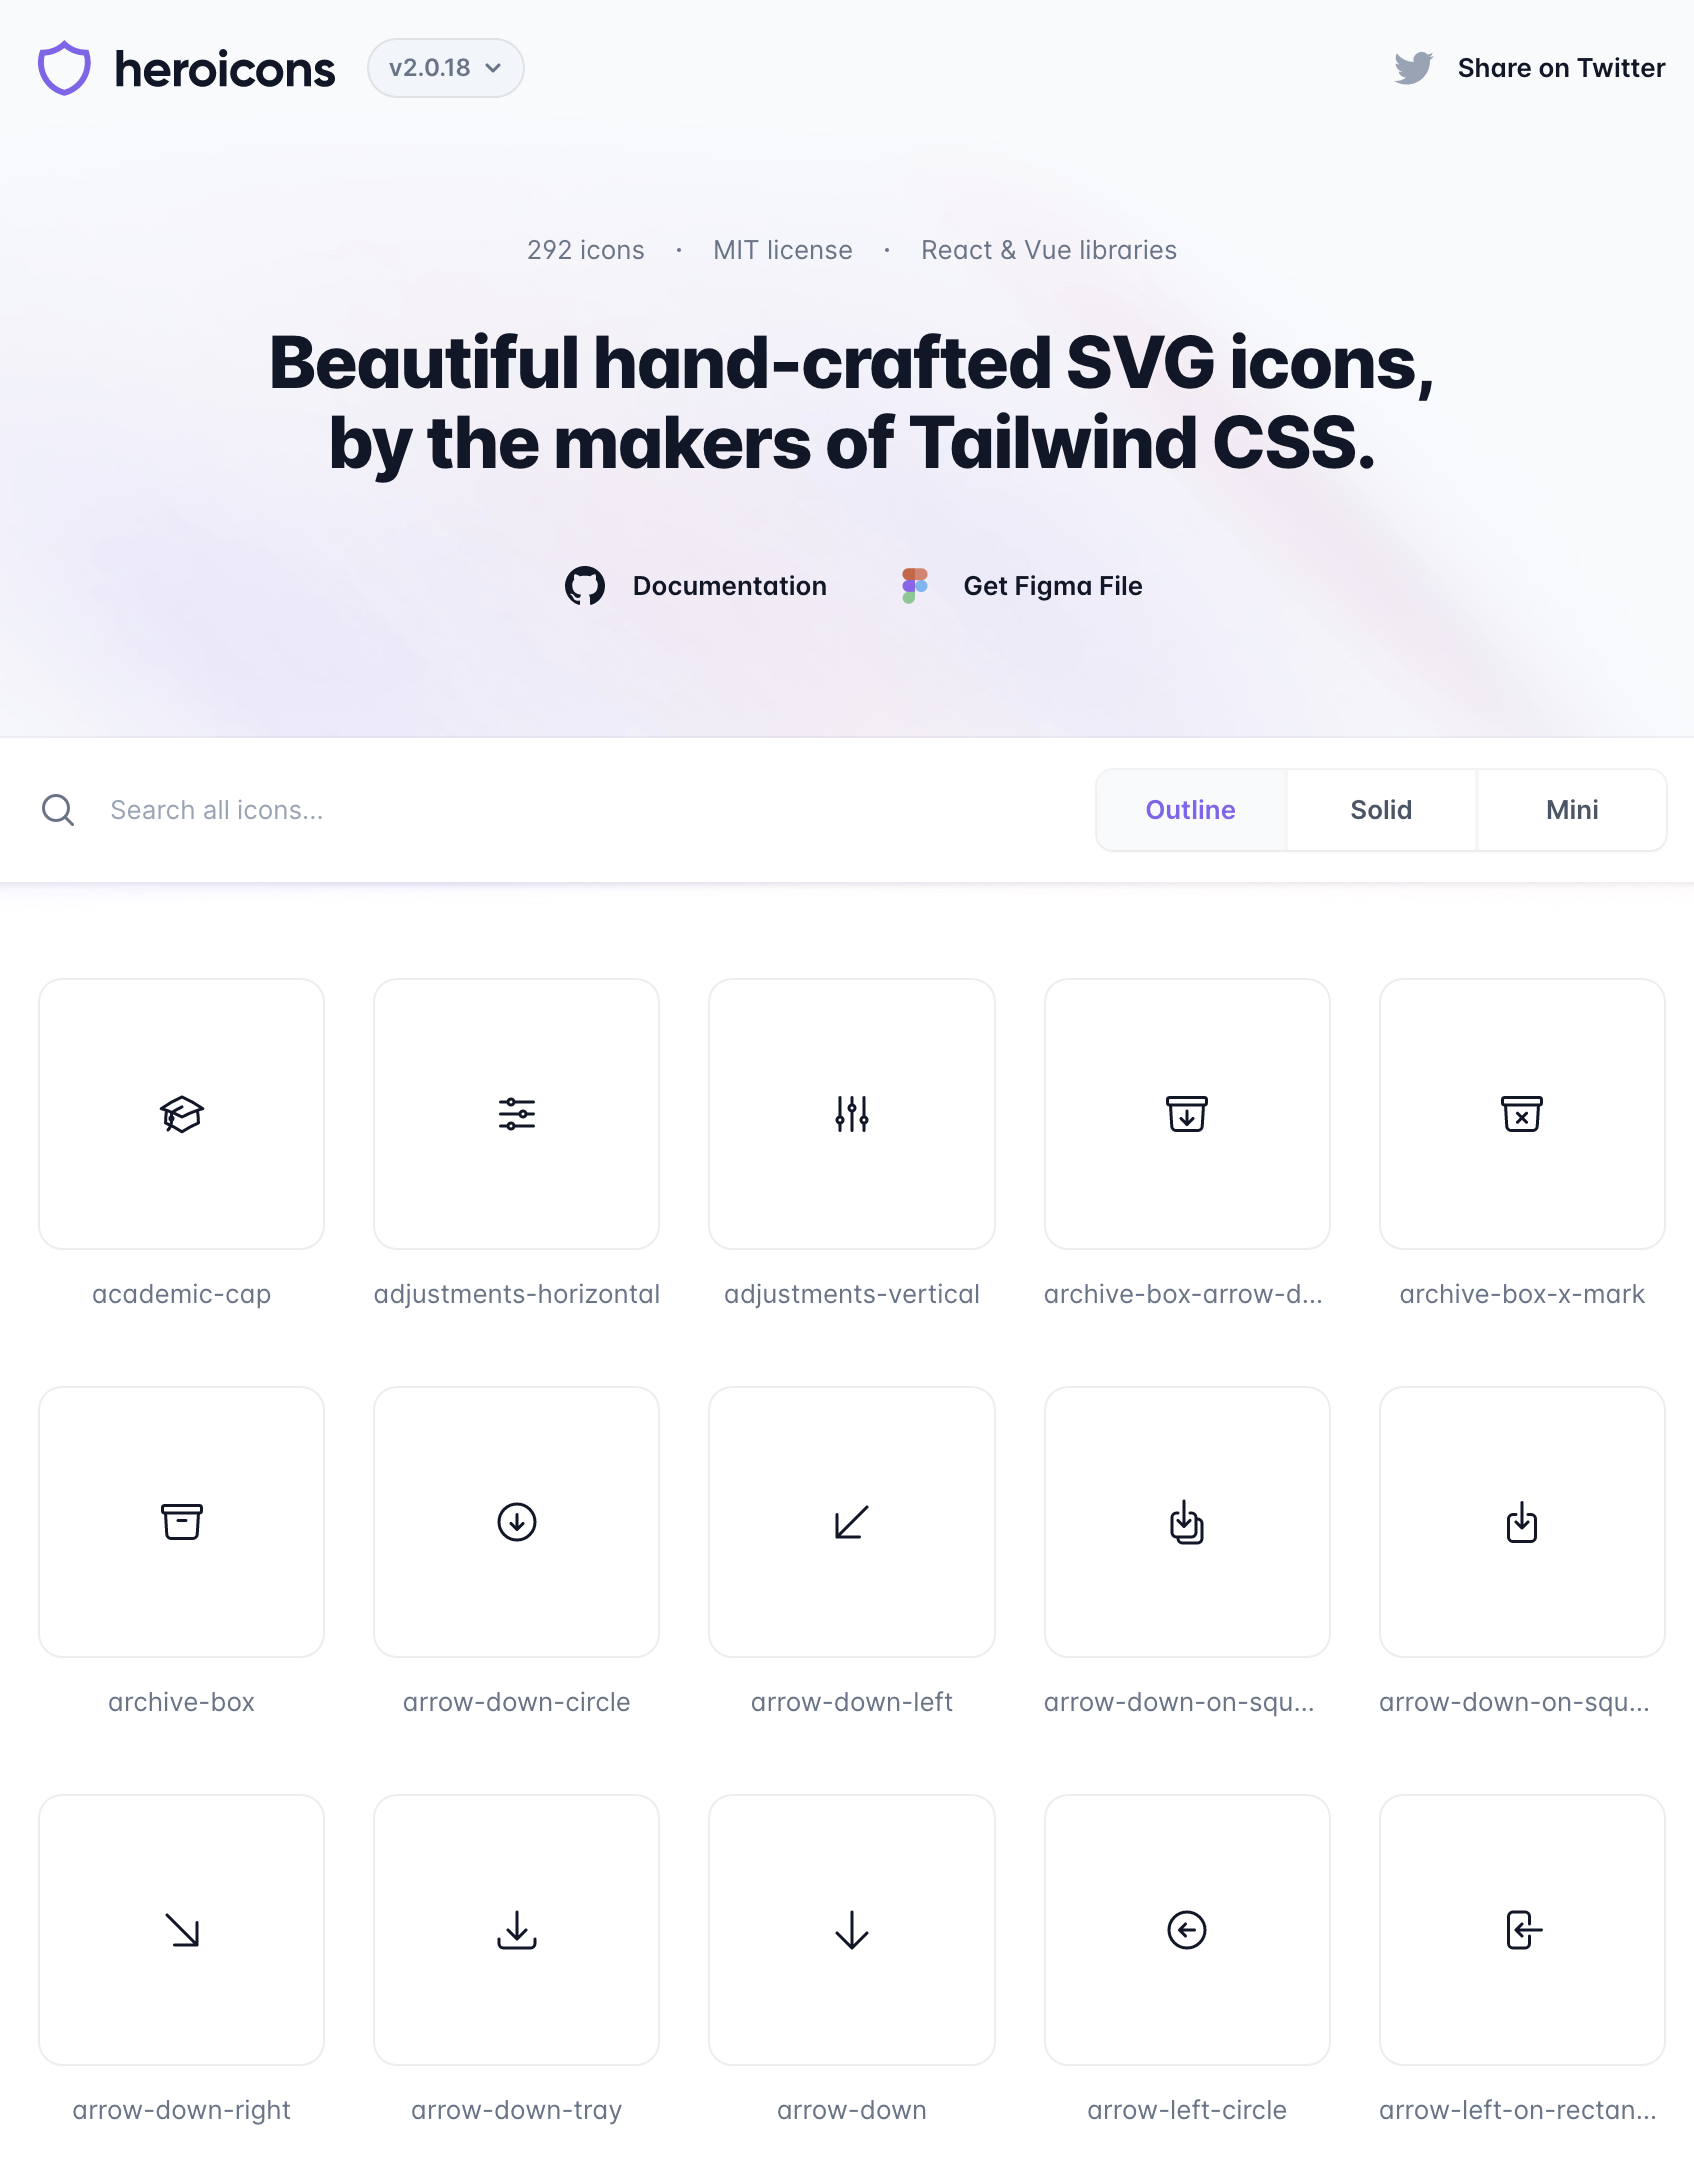 heroicons
v2.0.18
Share on Twitter
292 icons · MIT license · React & Vue libraries
Beautiful hand-crafted SVG icons,
by the makers of Tailwind CSS.
Documentation
Get Figma File
Search all icons...
Outline
Solid
Mini
academic-cap
adjustments-horizontal
adjustments-vertical
archive-box-arrow-d...
archive-box-x-mark
archive-box
arrow-down-circle
arrow-down-left
arrow-down-on-squ...
arrow-down-on-squ...
arrow-down-right
arrow-down-tray
arrow-down
arrow-left-circle
arrow-left-on-rectan...